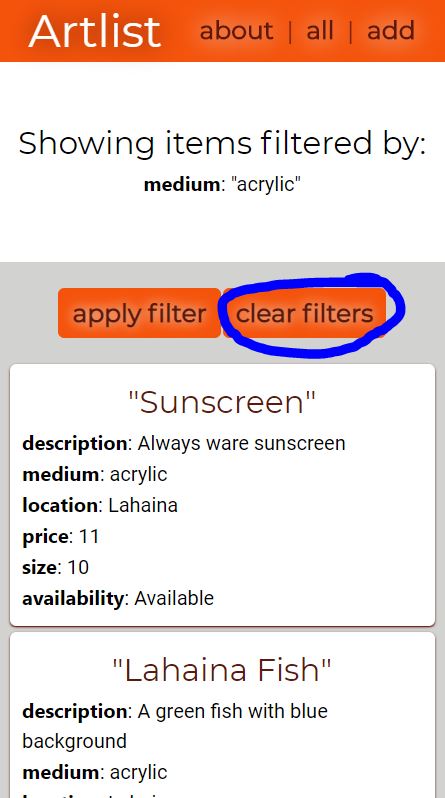 Artlist about | all | add
Showing items filtered by:
medium: "acrylic"
apply filter clear filters
"Sunscreen"
description: Always ware sunscreen
medium: acrylic
location: Lahaina
price: 11
size: 10
availability: Available
"Lahaina Fish"
description: A green fish with blue
background
medium: acrylic